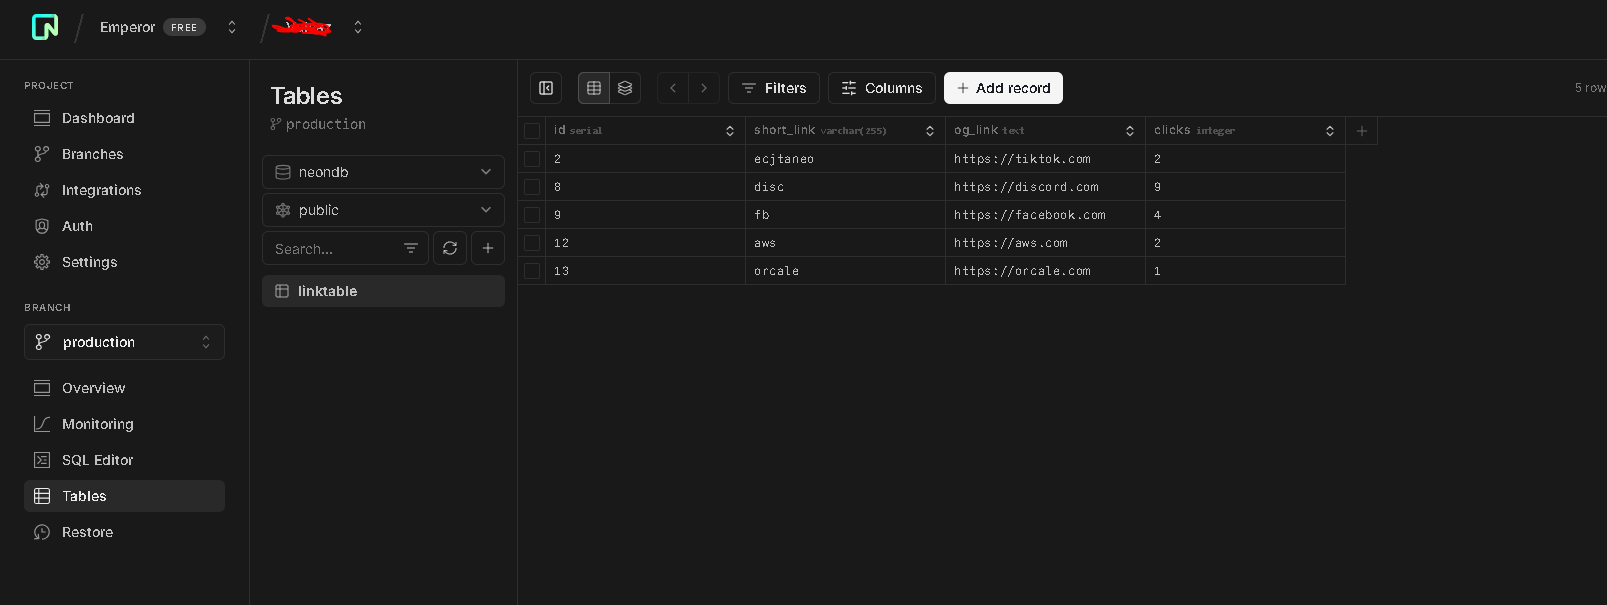 Emperor FREE
PROJECT
Dashboard
Branches
Integrations
Auth
Settings
BRANCH
production
Overview
Monitoring
SQL Editor
Tables
Restore
Tables
production
neondb
public
Search...
linktable
Filters Columns + Add record 5 row
id serial short_link varchar(255) og_link text clicks integer +
2 ecjtaneo https://tiktok.com 2
8 disc https://discord.com 9
9 fb https://facebook.com 4
12 aws https://aws.com 2
13 orcale https://orcale.com 1